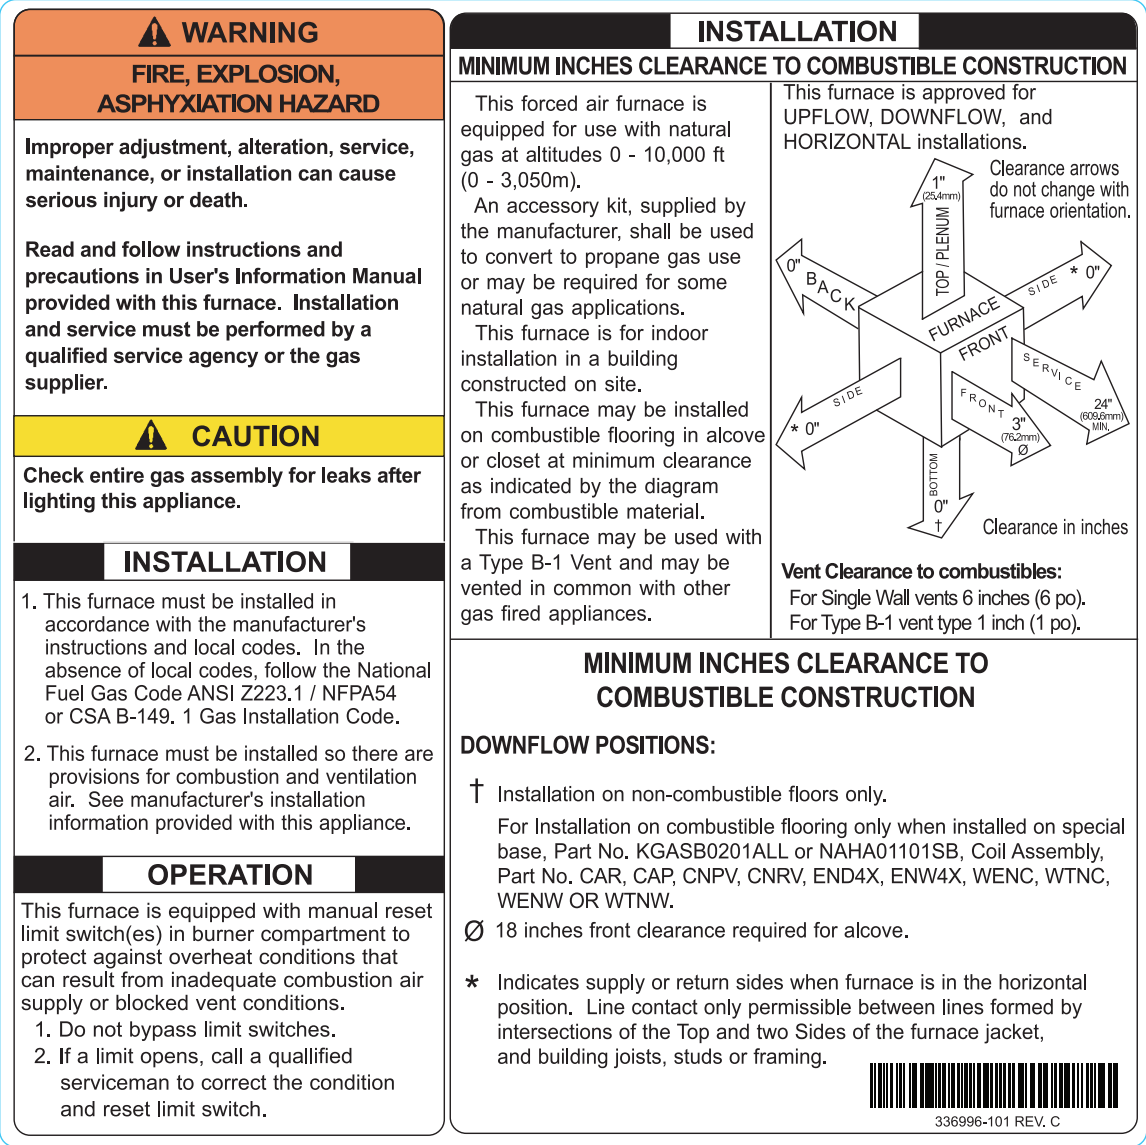 WARNING
FIRE, EXPLOSION,
ASPHYXIATION HAZARD
Improper adjustment, alteration, service,
maintenance, or installation can cause
serious injury or death.
Read and follow instructions and
precautions in User's Information Manual
provided with this furnace. Installation
and service must be performed by a
qualified service agency or the gas
supplier.
CAUTION
Check entire gas assembly for leaks after
lighting this appliance.
INSTALLATION
1. This furnace must be installed in
accordance with the manufacturer's
instructions and local codes. In the
absence of local codes, follow the National
Fuel Gas Code ANSI Z223.1 / NFPA54
or CSA B-149. 1 Gas Installation Code.
2. This furnace must be installed so there are
provisions for combustion and ventilation
air. See manufacturer's installation
information provided with this appliance.
OPERATION
This furnace is equipped with manual reset
limit switch(es) in burner compartment to
protect against overheat conditions that
can result from inadequate combustion air
supply or blocked vent conditions.
1. Do not bypass limit switches.
2. If a limit opens, call a quallified
serviceman to correct the condition
and reset limit switch.
INSTALLATION
MINIMUM INCHES CLEARANCE TO COMBUSTIBLE CONSTRUCTION
This forced air furnace is
equipped for use with natural
gas at altitudes 0 - 10,000 ft
(0 - 3,050m).
An accessory kit, supplied by
the manufacturer, shall be used
to convert to propane gas use
or may be required for some
natural gas applications.
This furnace is for indoor
installation in a building
constructed on site.
This furnace may be installed
on combustible flooring in alcove
or closet at minimum clearance
as indicated by the diagram
from combustible material.
This furnace may be used with
a Type B-1 Vent and may be
vented in common with other
gas fired appliances.
This furnace is approved for
UPFLOW, DOWNFLOW, and
HORIZONTAL installations.
Clearance arrows
do not change with
furnace orientation.
1"
(25.4mm)
TOP / PLENUM
0"
BACK
SIDE
* 0"
FURNACE
FRONT
SERVICE
24"
(609.6mm)
MIN.
SIDE
* 0"
FRONT
3"
(76.2mm)
Ø
BOTTOM
0"
†
Clearance in inches
Vent Clearance to combustibles:
For Single Wall vents 6 inches (6 po).
For Type B-1 vent type 1 inch (1 po).
MINIMUM INCHES CLEARANCE TO
COMBUSTIBLE CONSTRUCTION
DOWNFLOW POSITIONS:
† Installation on non-combustible floors only.
For Installation on combustible flooring only when installed on special
base, Part No. KGASB0201ALL or NAHA01101SB, Coil Assembly,
Part No. CAR, CAP, CNPV, CNRV, END4X, ENW4X, WENC, WTNC,
WENW OR WTNW.
Ø 18 inches front clearance required for alcove.
* Indicates supply or return sides when furnace is in the horizontal
position. Line contact only permissible between lines formed by
intersections of the Top and two Sides of the furnace jacket,
and building joists, studs or framing.
336996-101 REV. C